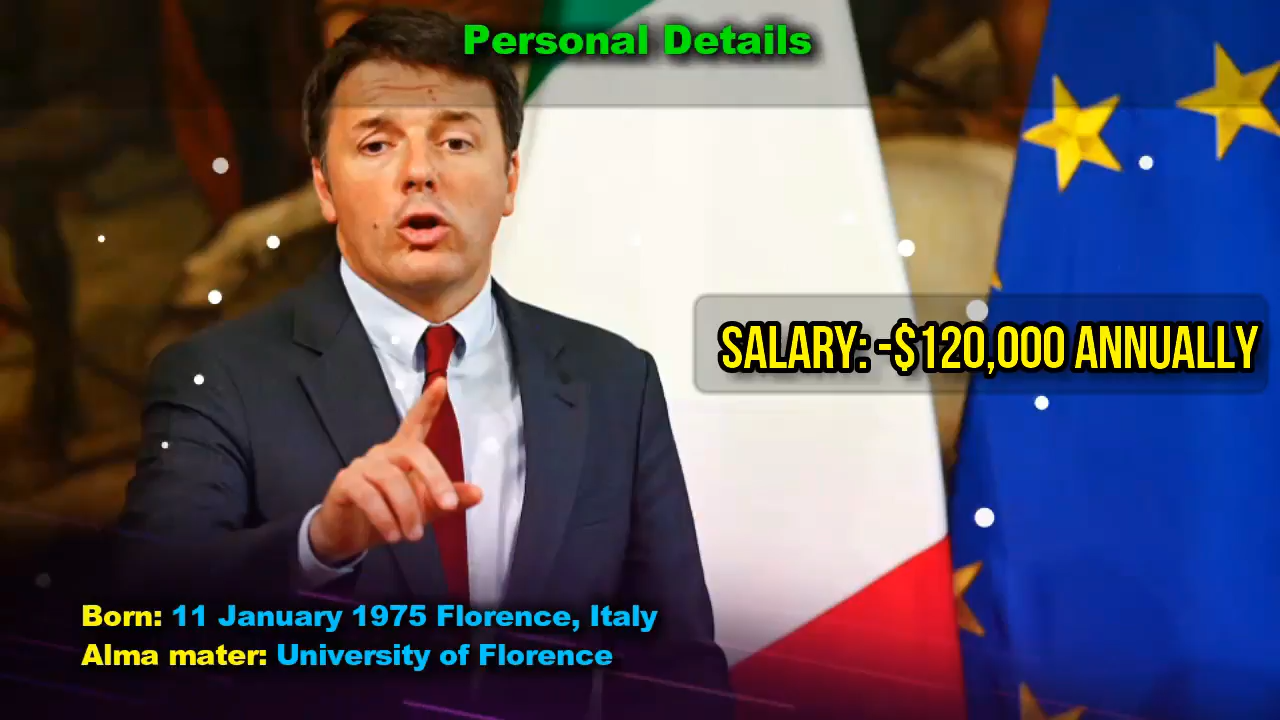 Personal Details
SALARY: -$120,000 ANNUALLY
Born: 11 January 1975 Florence, Italy
Alma mater: University of Florence